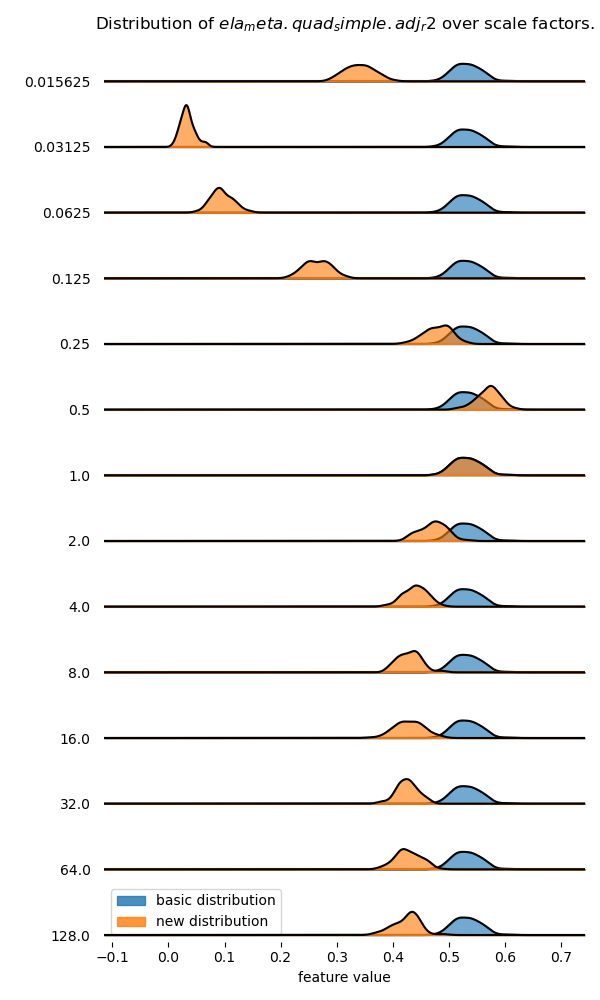 Distribution of ela_meta.quad_simple.adj_r2 over scale factors.
0.015625
0.03125
0.0625
0.125
0.25
0.5
1.0
2.0
4.0
8.0
16.0
32.0
64.0
basic distribution
new distribution
128.0
−0.1 0.0 0.1 0.2 0.3 0.4 0.5 0.6 0.7
feature value